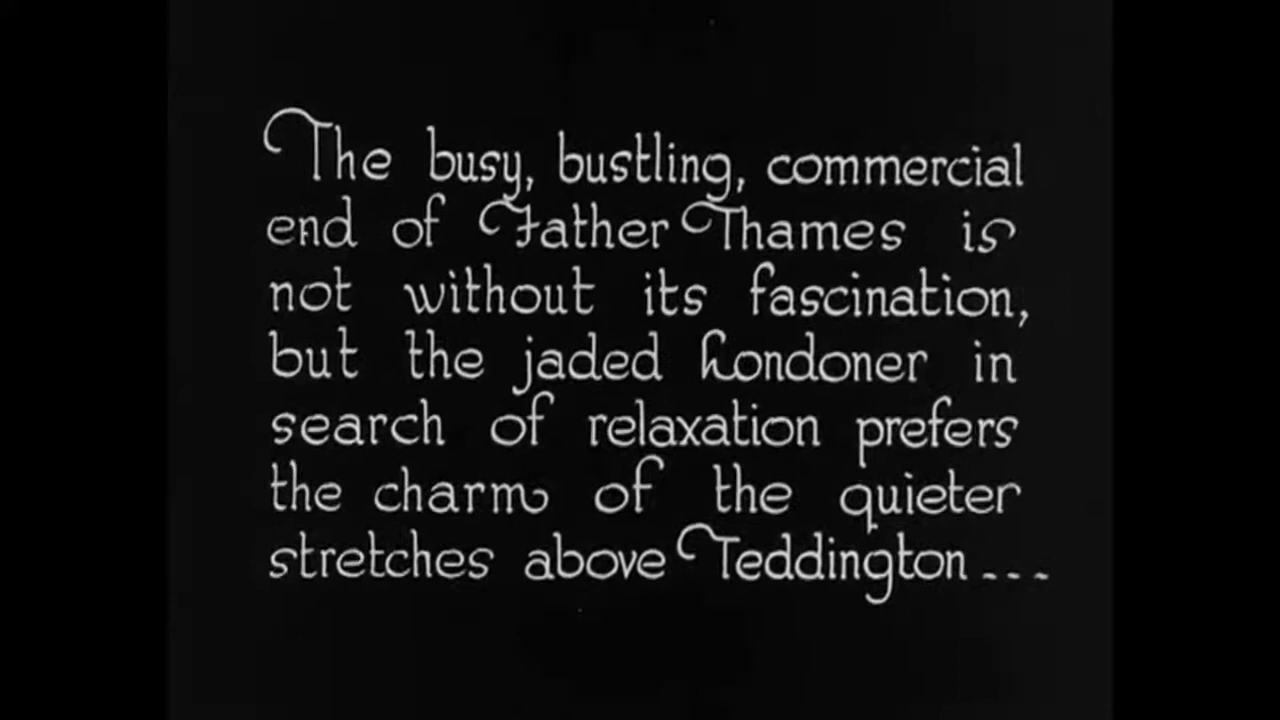 The busy, bustling, commercial
end of Father Thames is
not without its fascination,
but the jaded Londoner in
search of relaxation prefers
the charm of the quieter
stretches above Teddington...